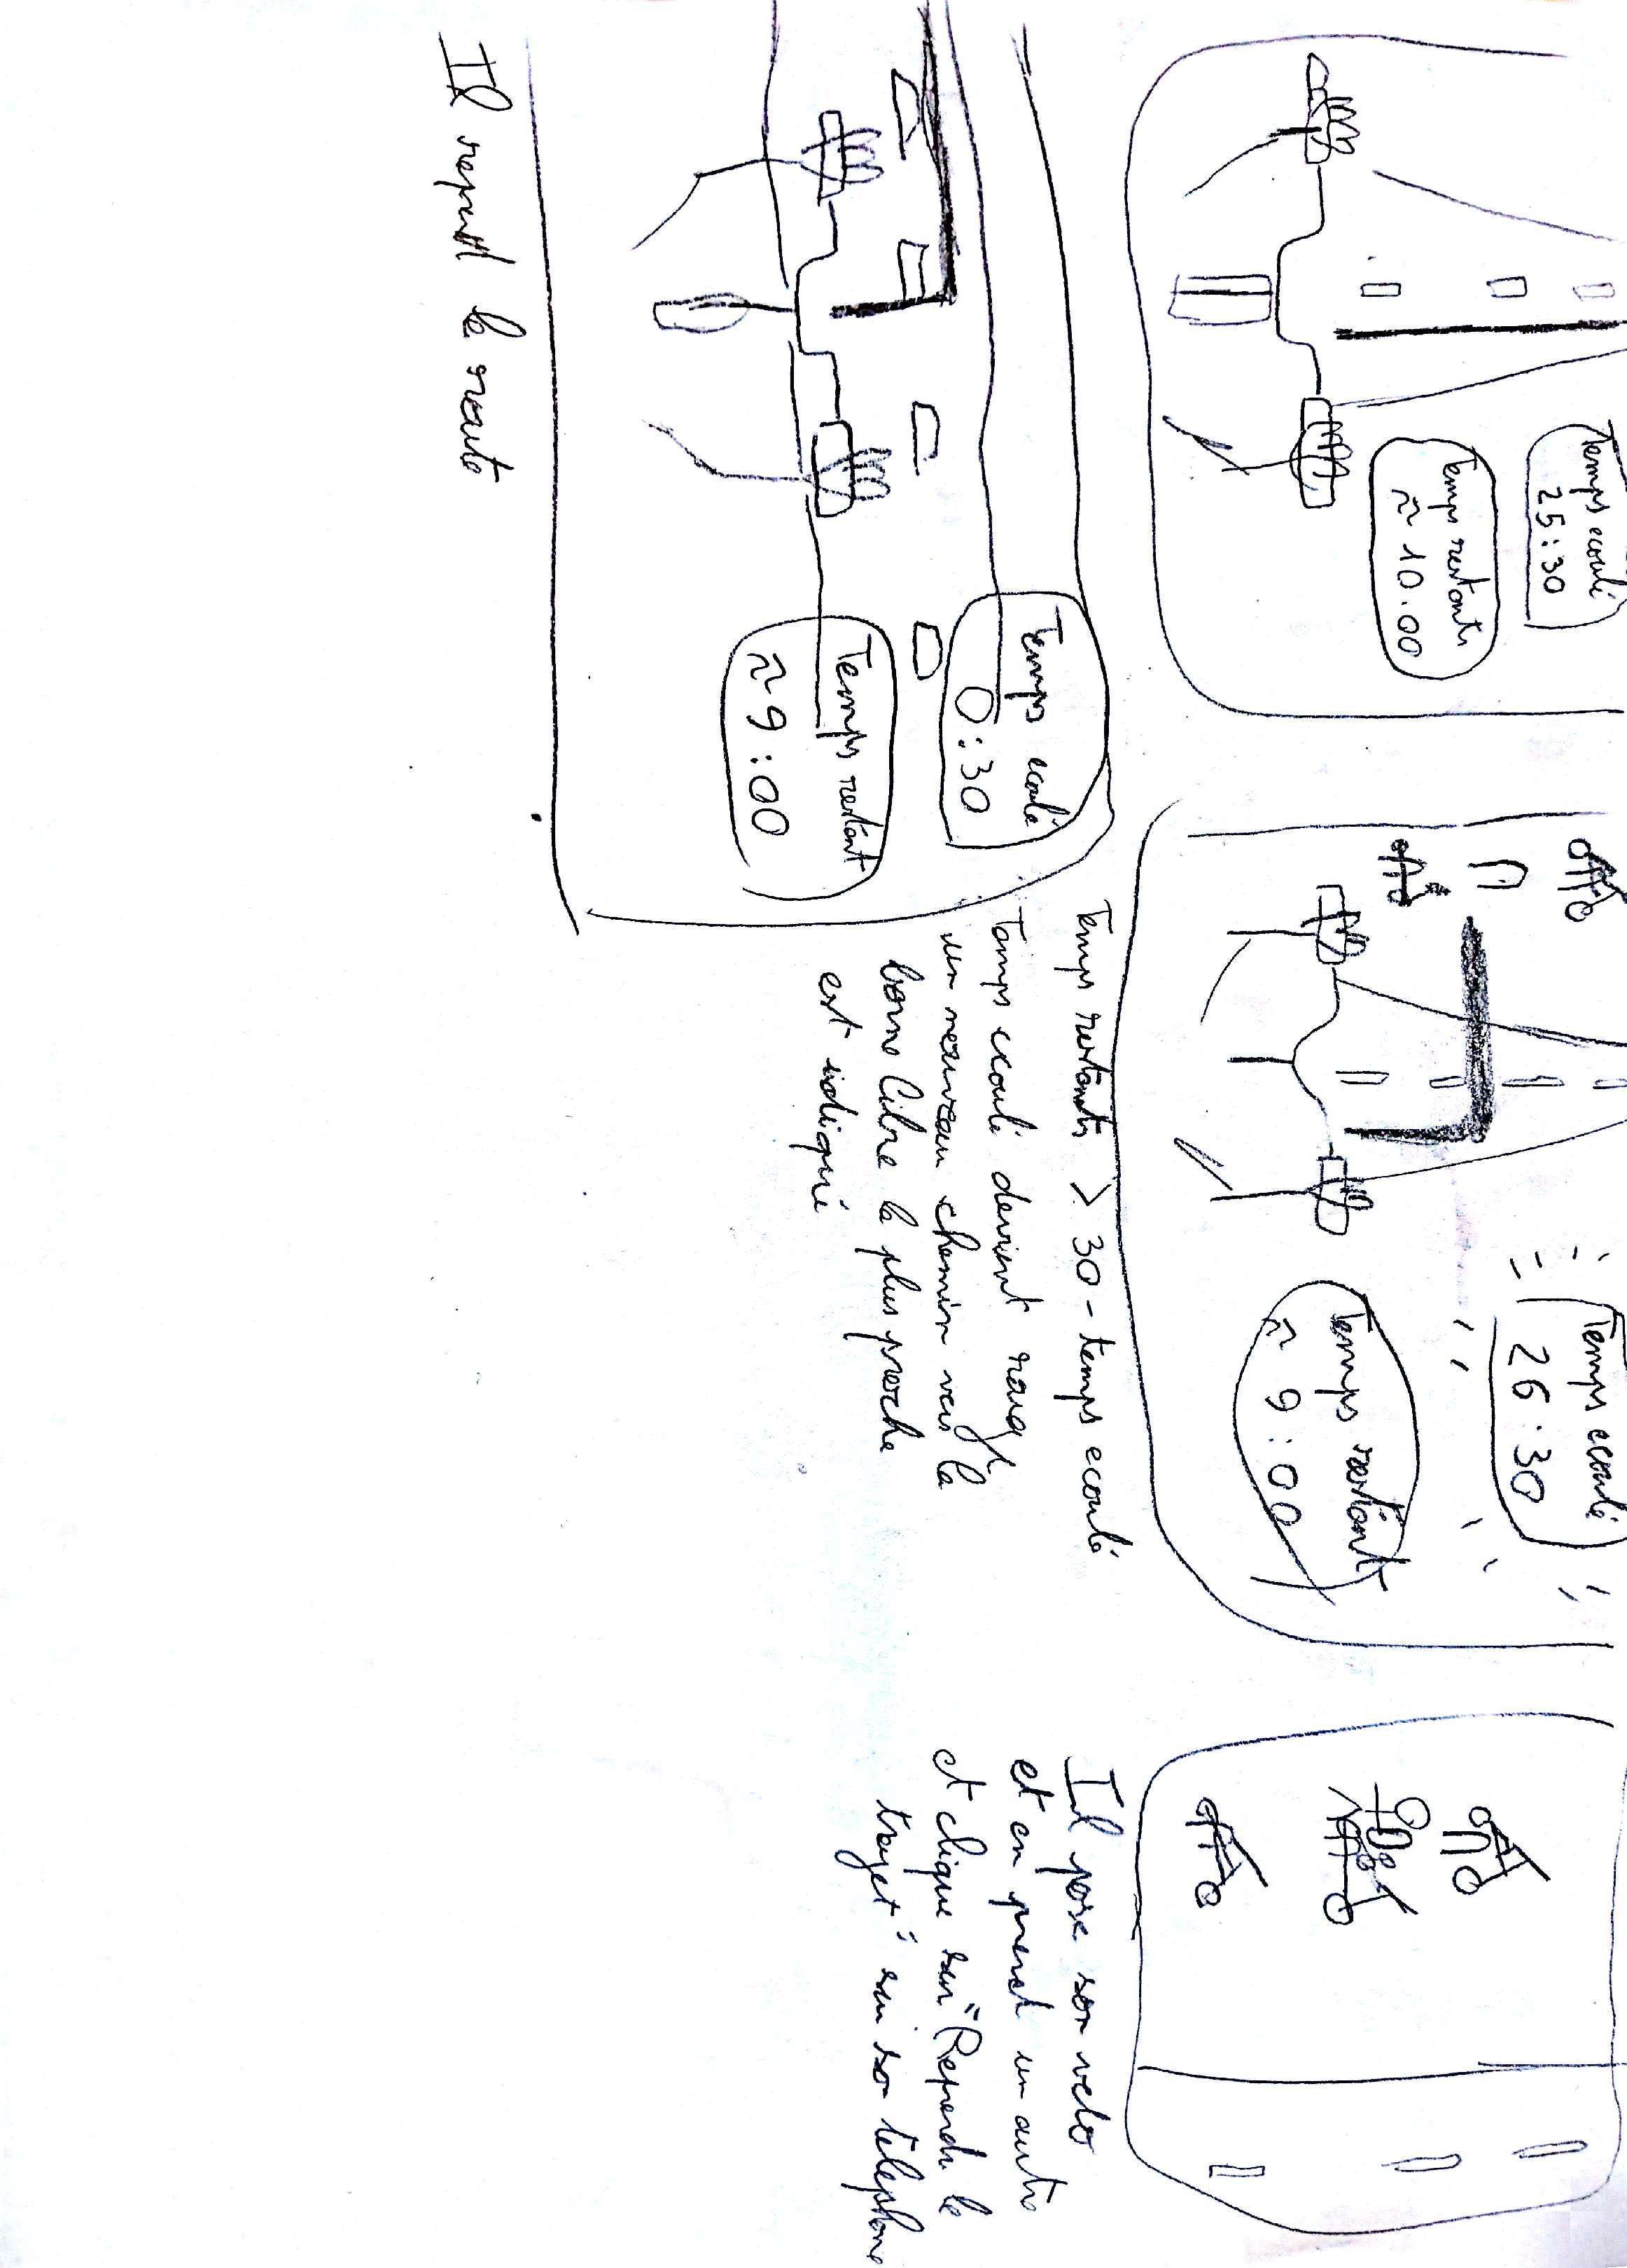 Temps ecoulé
25:30
Temps restants
≈ 10.00
Temps ecoulé
26:30
Temps restant
≈ 9:00
Temps restants > 30 - temps ecoulé
Temps ecoulé devient rouge
un nouveau chemin vers la
borne libre la plus proche
est indiqué
Il pose son velo
et en prend un autre
et clique sur "Reprendre le
trajet" sur son telephone
Temps ecoulé
0:30
Temps restant
≈ 9:00
Il reprend la route